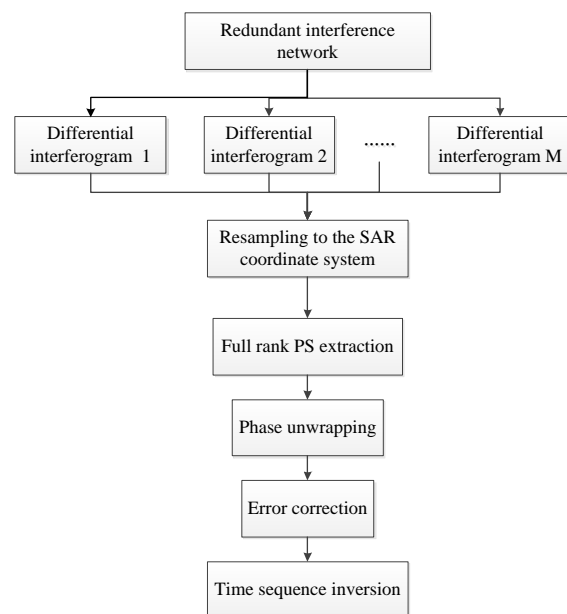 Redundant interference
network
Differential
interferogram 1
Differential
interferogram 2
......
Differential
interferogram M
Resampling to the SAR
coordinate system
Full rank PS extraction
Phase unwrapping
Error correction
Time sequence inversion